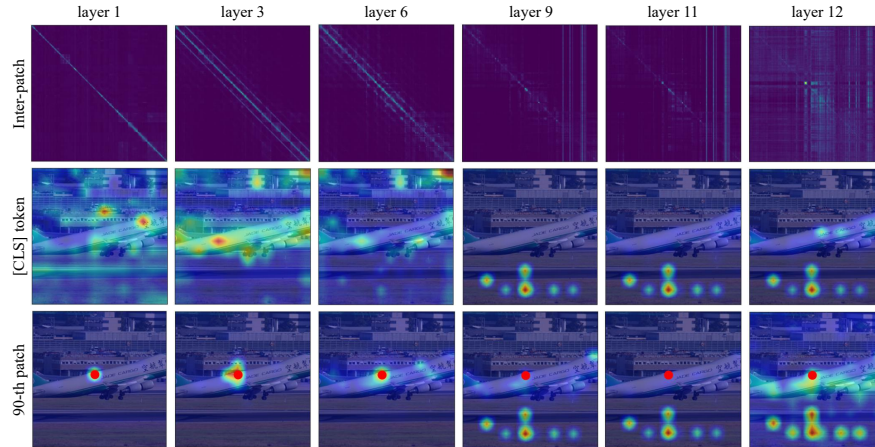 layer 1 layer 3 layer 6 layer 9 layer 11 layer 12
Inter-patch
[CLS] token
90-th patch